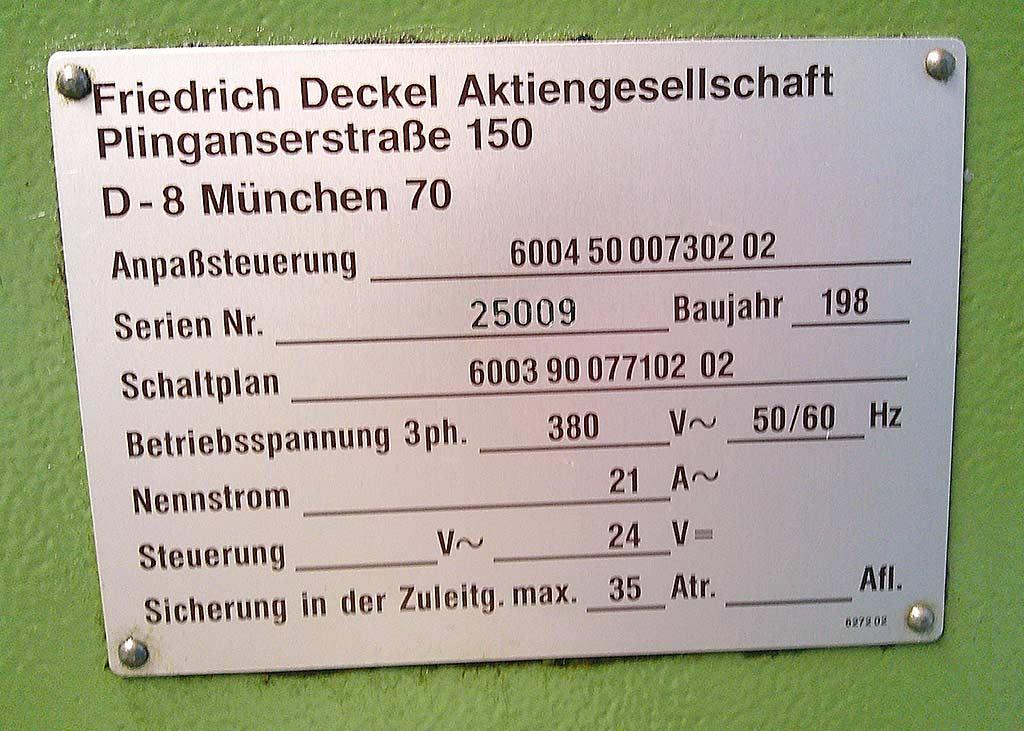 Friedrich Deckel Aktiengesellschaft
Plinganserstraße 150
D-8 München 70
Anpaßsteuerung 6004 50 007302 02
Serien Nr. 25009 Baujahr 198
Schaltplan 6003 90 077102 02
Betriebsspannung 3ph. 380 V~ 50/60 Hz
Nennstrom 21 A~
Steuerung V~ 24 V=
Sicherung in der Zuleitg. max. 35 Atr. Afl.
6272 02